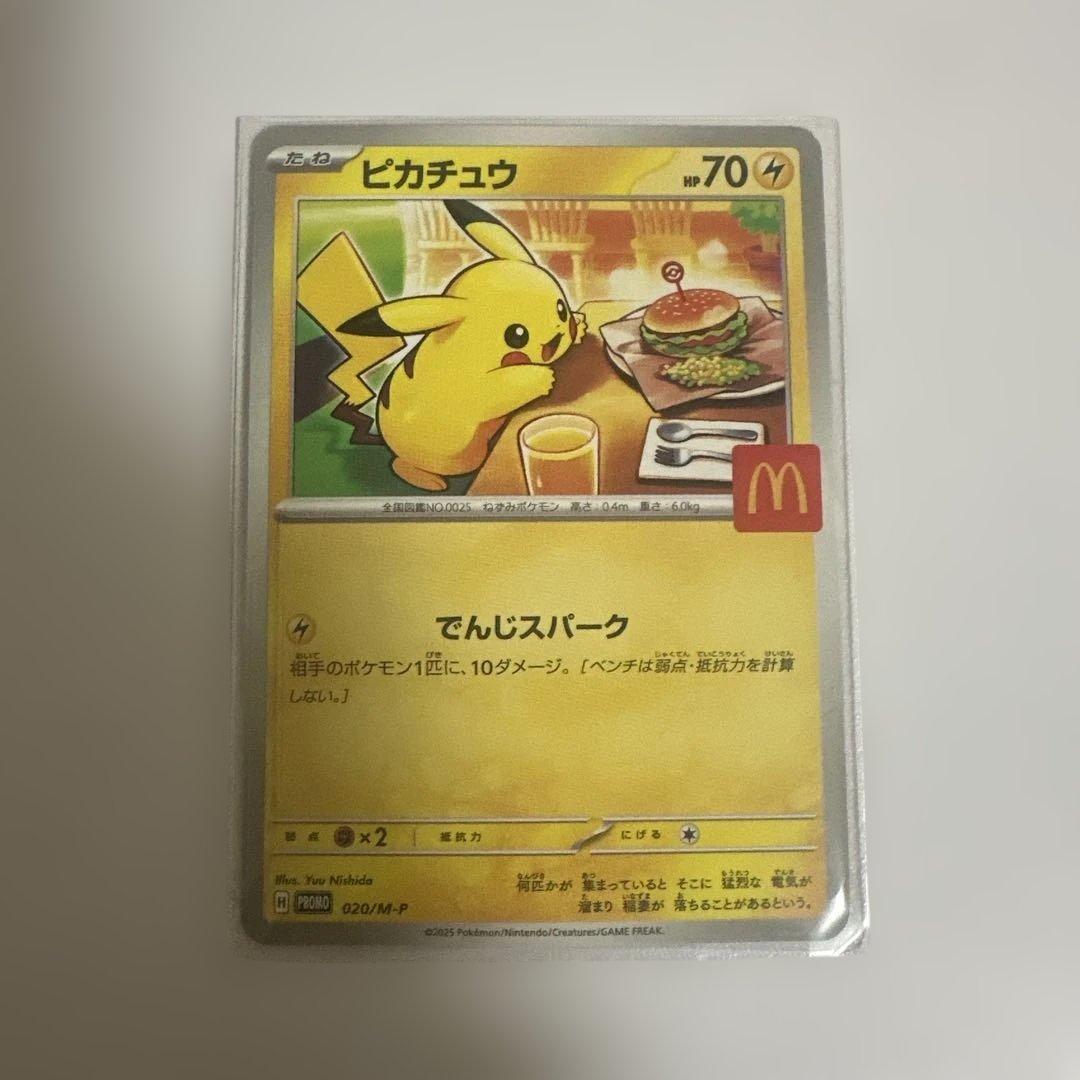 たね ピカチュウ HP70
全国図鑑NO.0025 ねずみポケモン 高さ:0.4m 重さ:6.0kg
M
でんじスパーク
相手のポケモン1匹に、10ダメージ。[ベンチは弱点・抵抗力を計算
しない。]
弱点 ×2 抵抗力 にげる
Illus. Yuu Nishida
何匹かが 集まっていると そこに 猛烈な 電気が
溜まり 稲妻が 落ちることがあるという。
H PROMO 020/M-P
©2025 Pokémon/Nintendo/Creatures/GAME FREAK.